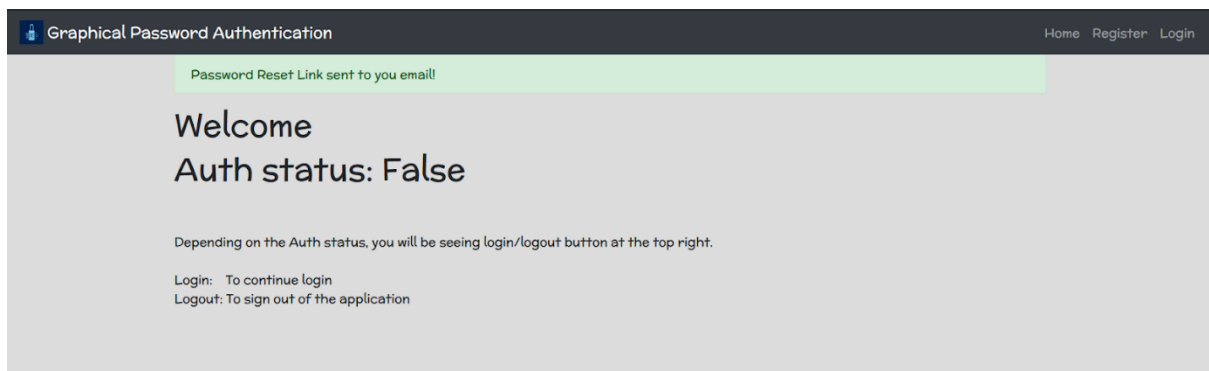 Graphical Password Authentication
Home Register Login
Password Reset Link sent to you email!
Welcome
Auth status: False
Depending on the Auth status, you will be seeing login/logout button at the top right.
Login: To continue login
Logout: To sign out of the application